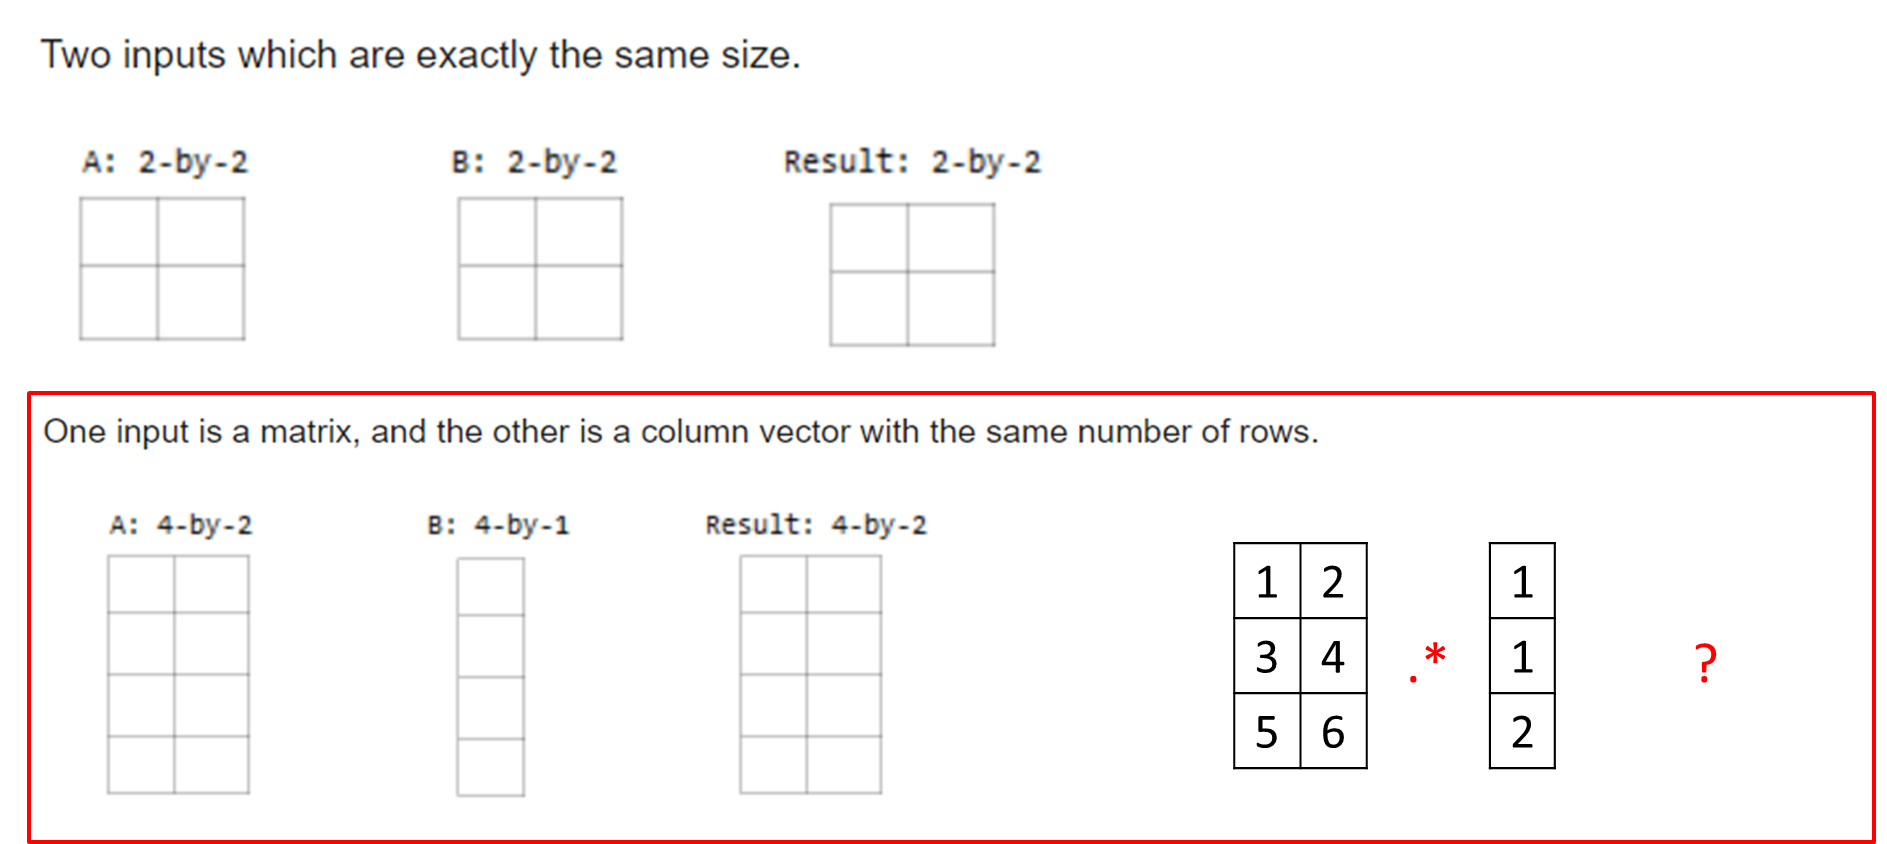 Two inputs which are exactly the same size.
A: 2-by-2 B: 2-by-2 Result: 2-by-2
One input is a matrix, and the other is a column vector with the same number of rows.
A: 4-by-2 B: 4-by-1 Result: 4-by-2
1 2 1
3 4 .* 1 ?
5 6 2